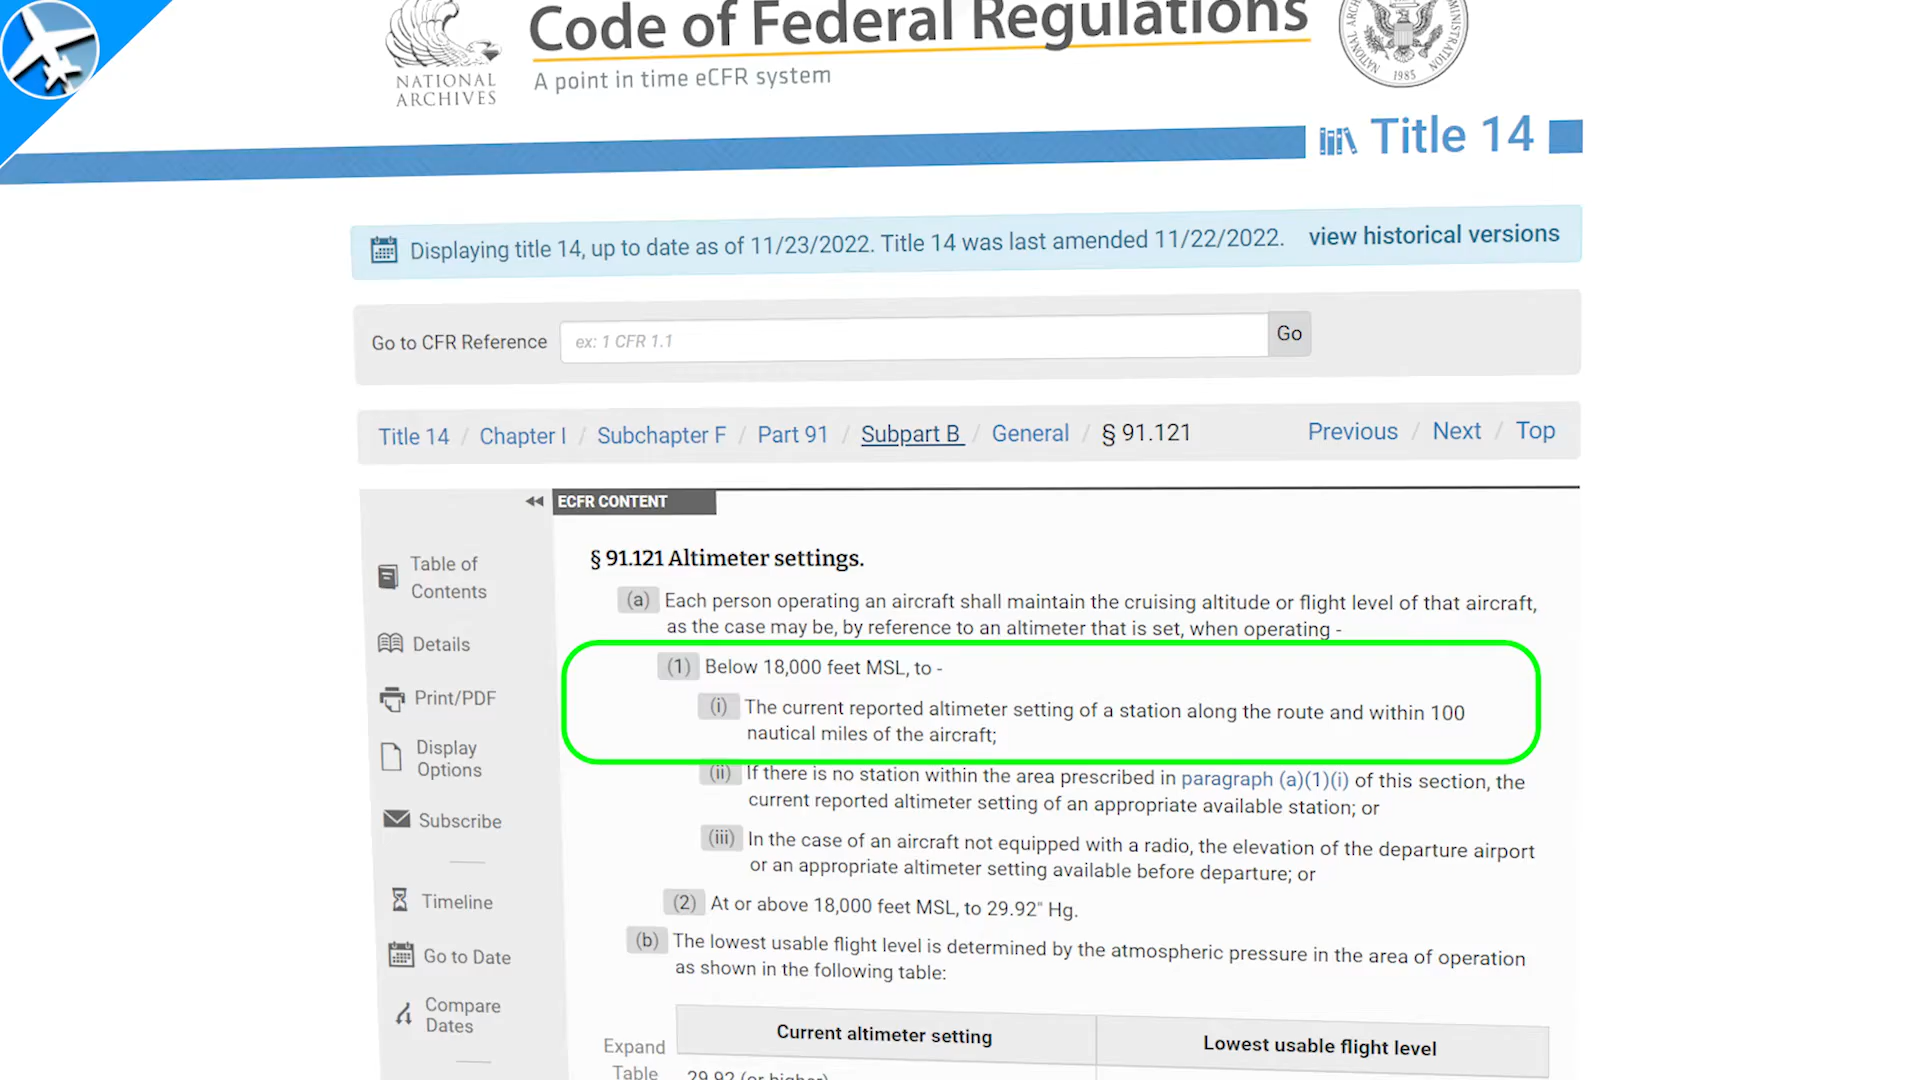 Code of Federal Regulations
A point in time eCFR system
NATIONAL
ARCHIVES
1985
Title 14
Displaying title 14, up to date as of 11/23/2022. Title 14 was last amended 11/22/2022. view historical versions
Go to CFR Reference ex: 1 CFR 1.1 Go
Title 14 / Chapter I / Subchapter F / Part 91 / Subpart B / General / § 91.121 Previous / Next / Top
ECFR CONTENT
Table of
Contents
Details
Print/PDF
Display
Options
Subscribe
Timeline
Go to Date
Compare
Dates
§ 91.121 Altimeter settings.
(a) Each person operating an aircraft shall maintain the cruising altitude or flight level of that aircraft,
as the case may be, by reference to an altimeter that is set, when operating -
(1) Below 18,000 feet MSL, to -
(i) The current reported altimeter setting of a station along the route and within 100
nautical miles of the aircraft;
(ii) If there is no station within the area prescribed in paragraph (a)(1)(i) of this section, the
current reported altimeter setting of an appropriate available station; or
(iii) In the case of an aircraft not equipped with a radio, the elevation of the departure airport
or an appropriate altimeter setting available before departure; or
(2) At or above 18,000 feet MSL, to 29.92" Hg.
(b) The lowest usable flight level is determined by the atmospheric pressure in the area of operation
as shown in the following table:
Expand
Table
Current altimeter setting Lowest usable flight level
29.92 (or higher)